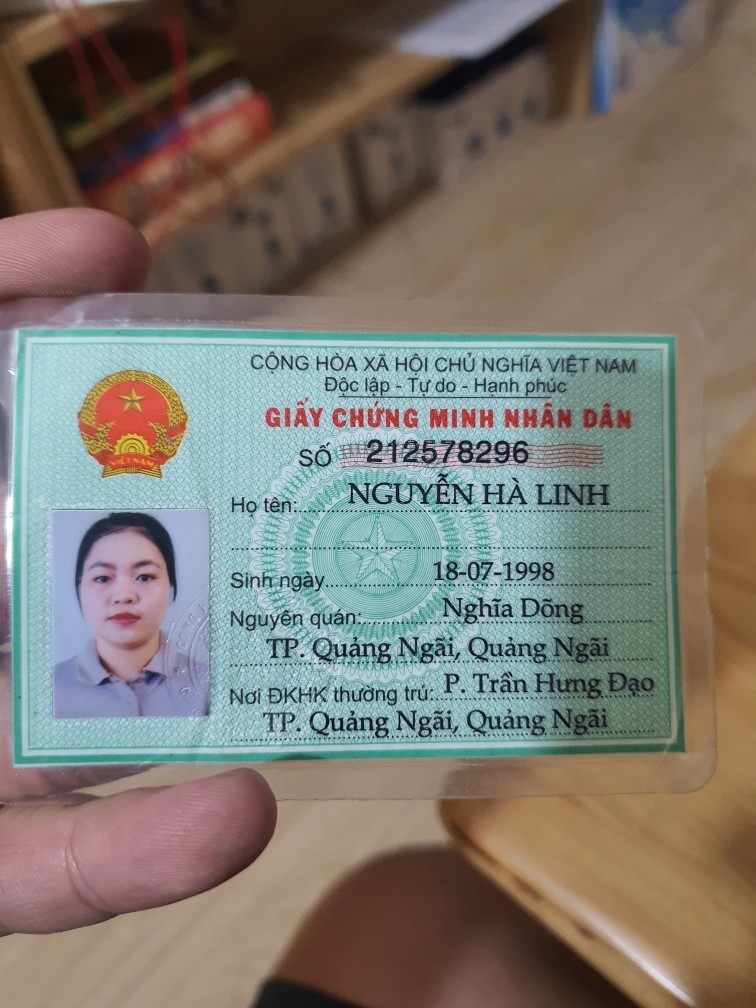 CỘNG HÒA XÃ HỘI CHỦ NGHĨA VIỆT NAM
Độc lập - Tự do - Hạnh phúc
GIẤY CHỨNG MINH NHÂN DÂN
SỐ 212578296
Họ tên: NGUYỄN HÀ LINH
Sinh ngày 18-07-1998
Nguyên quán: Nghĩa Dõng
TP. Quảng Ngãi, Quảng Ngãi
Nơi ĐKHK thường trú: P. Trần Hưng Đạo
TP. Quảng Ngãi, Quảng Ngãi
VIỆT NAM